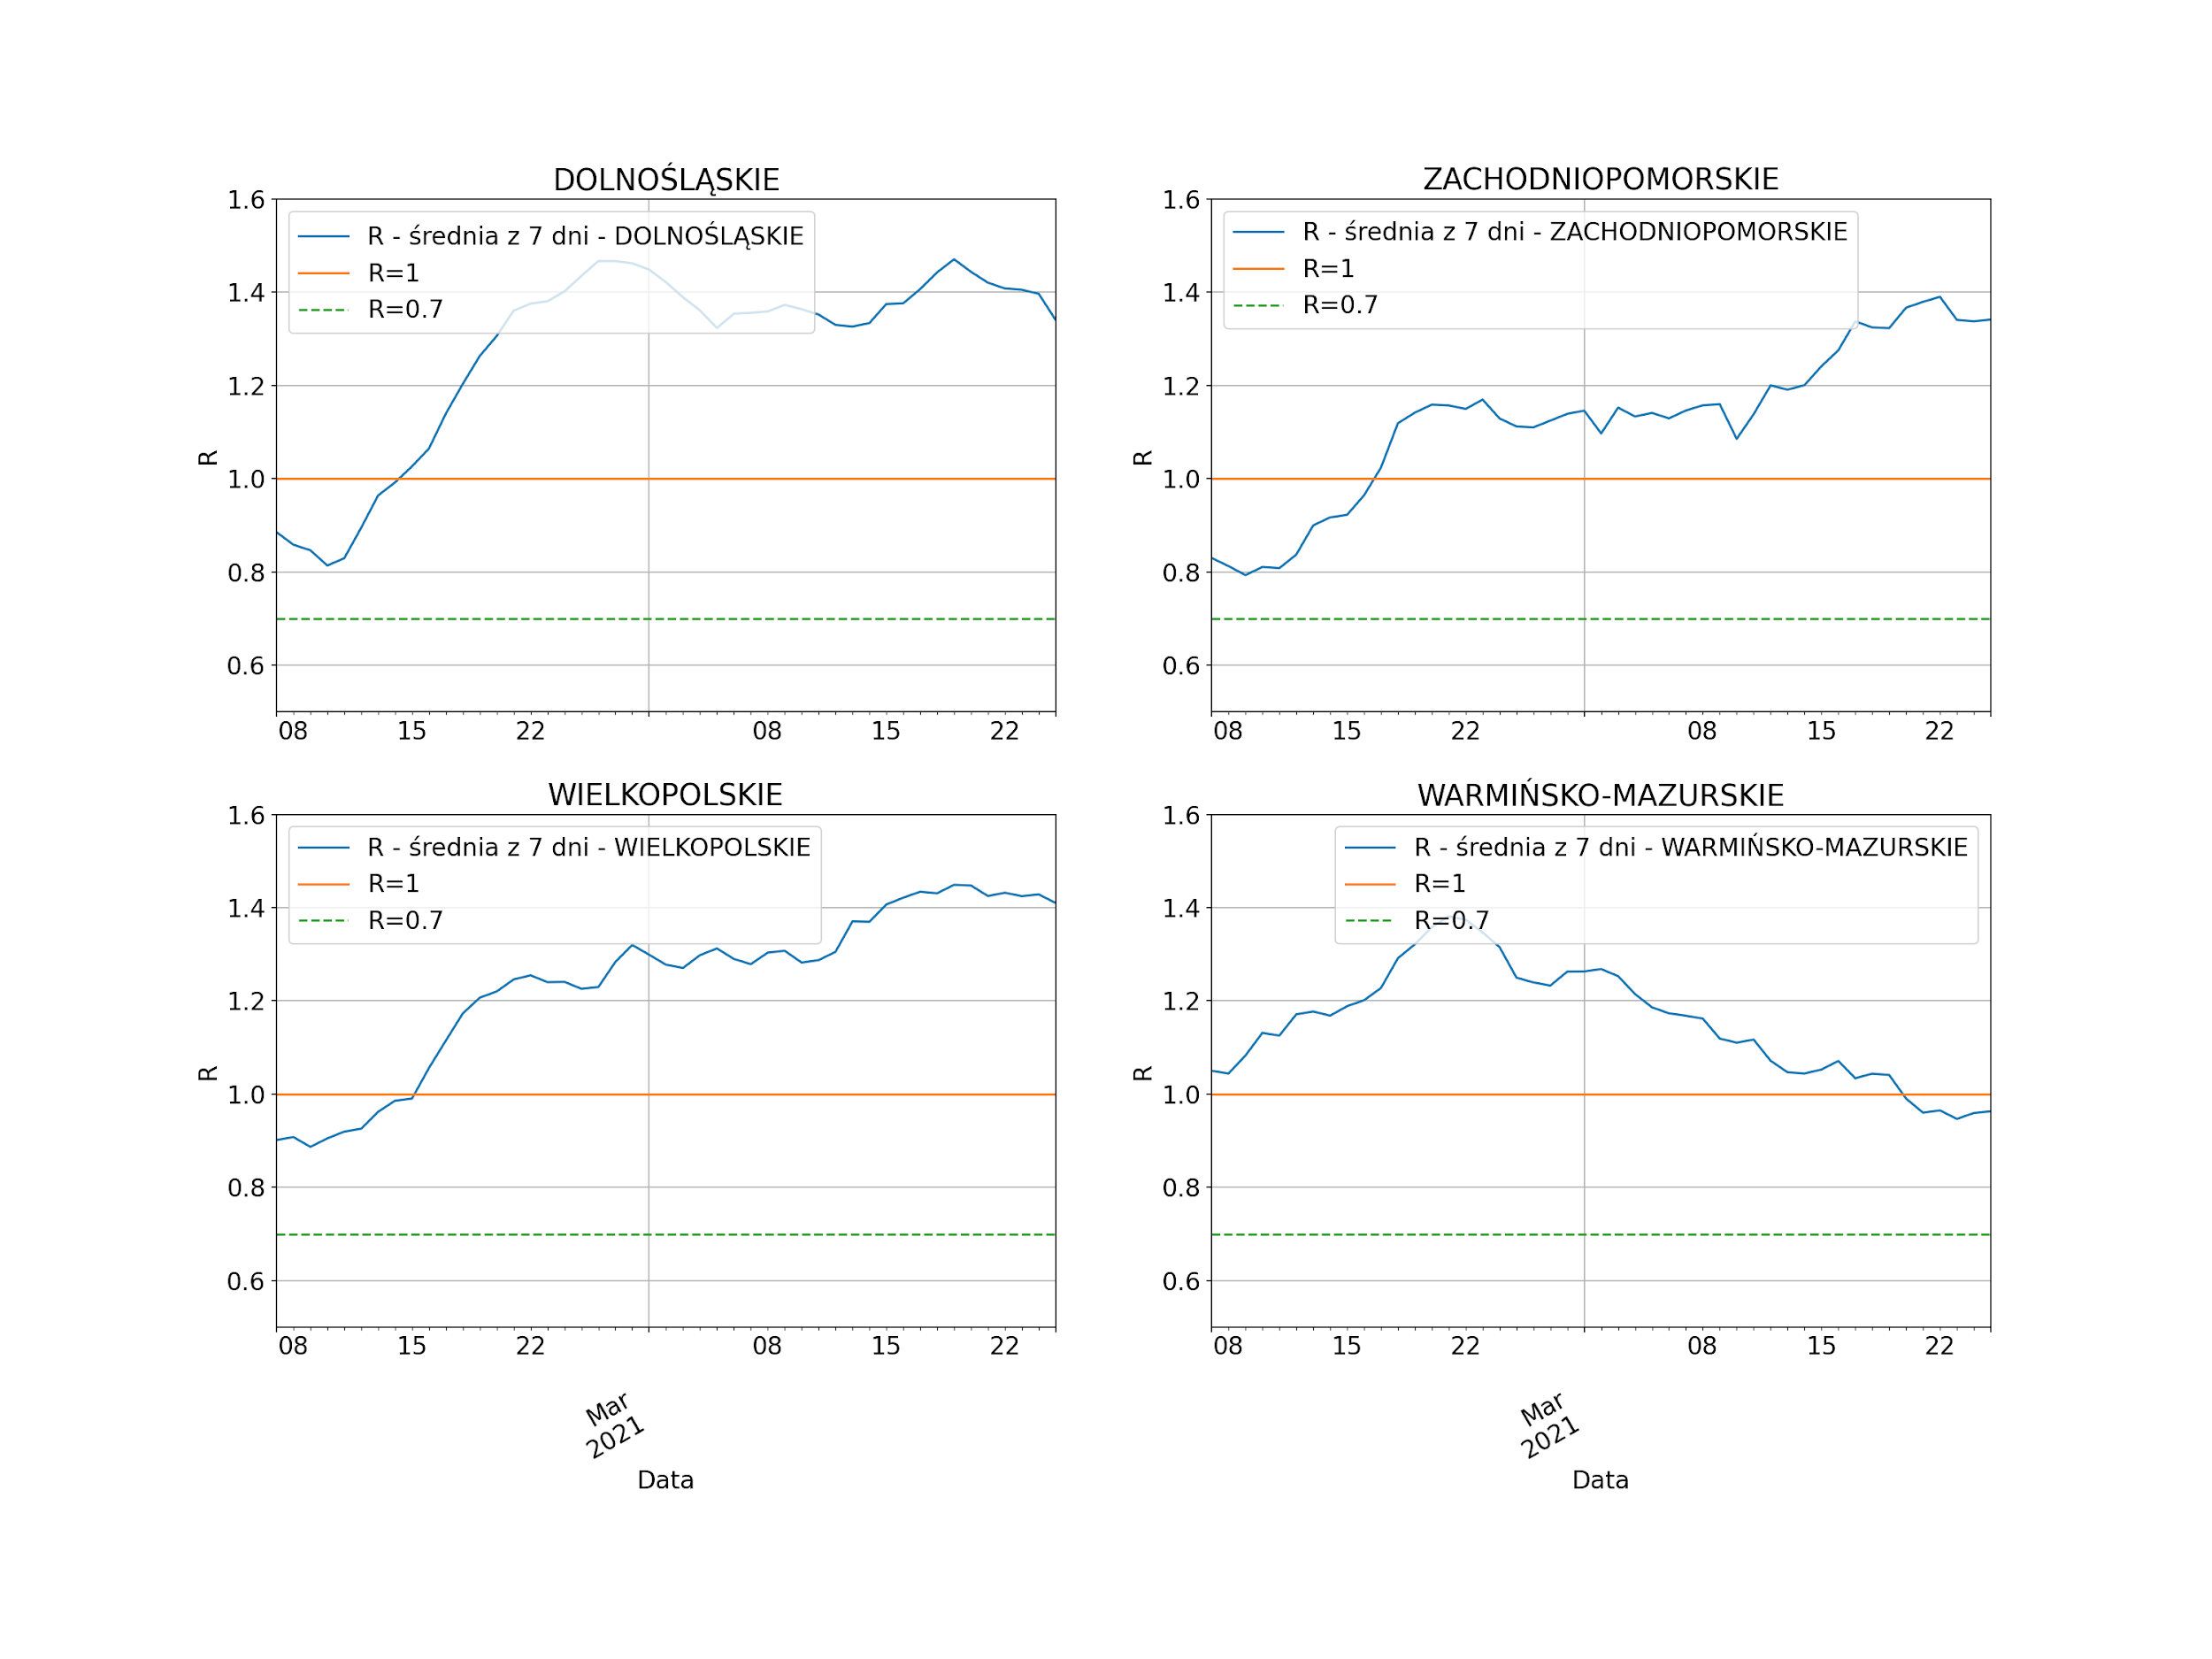 DOLNOŚLĄSKIE
1.6
1.4
1.2
1.0
0.8
0.6
R
R - średnia z 7 dni - DOLNOŚLĄSKIE
R=1
R=0.7
08 15 22 08 15 22
ZACHODNIOPOMORSKIE
1.6
1.4
1.2
1.0
0.8
0.6
R
R - średnia z 7 dni - ZACHODNIOPOMORSKIE
R=1
R=0.7
08 15 22 08 15 22
WIELKOPOLSKIE
1.6
1.4
1.2
1.0
0.8
0.6
R
R - średnia z 7 dni - WIELKOPOLSKIE
R=1
R=0.7
08 15 22 08 15 22
Mar
2021
Data
WARMIŃSKO-MAZURSKIE
1.6
1.4
1.2
1.0
0.8
0.6
R
R - średnia z 7 dni - WARMIŃSKO-MAZURSKIE
R=1
R=0.7
08 15 22 08 15 22
Mar
2021
Data